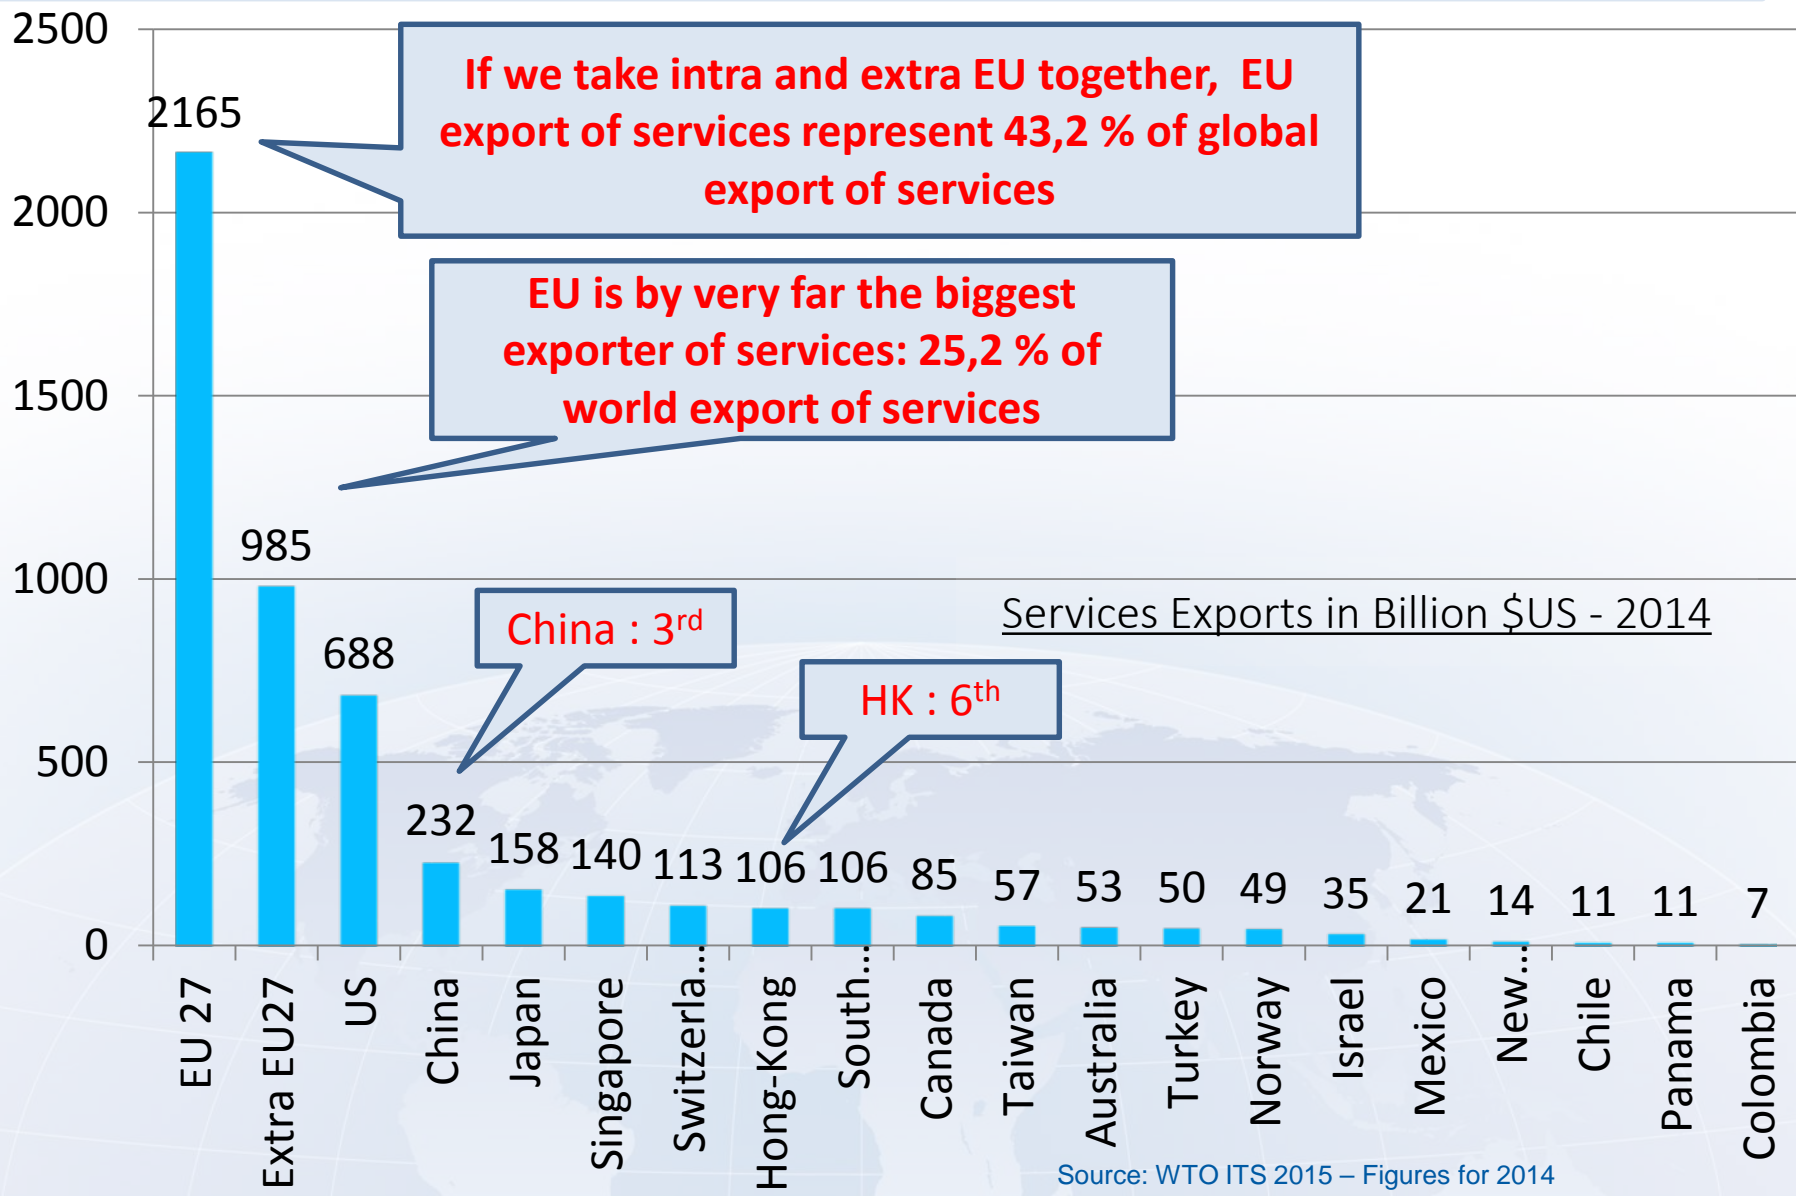 2500
2000
1500
1000
500
0
If we take intra and extra EU together, EU
export of services represent 43,2 % of global
export of services
EU is by very far the biggest
exporter of services: 25,2 % of
world export of services
China : 3rd
HK : 6th
Services Exports in Billion $US - 2014
2165
985
688
232
158
140
113
106
106
85
57
53
50
49
35
21
14
11
11
7
EU 27
Extra EU27
US
China
Japan
Singapore
Switzerla...
Hong-Kong
South...
Canada
Taiwan
Australia
Turkey
Norway
Israel
Mexico
New...
Chile
Panama
Colombia
Source: WTO ITS 2015 – Figures for 2014